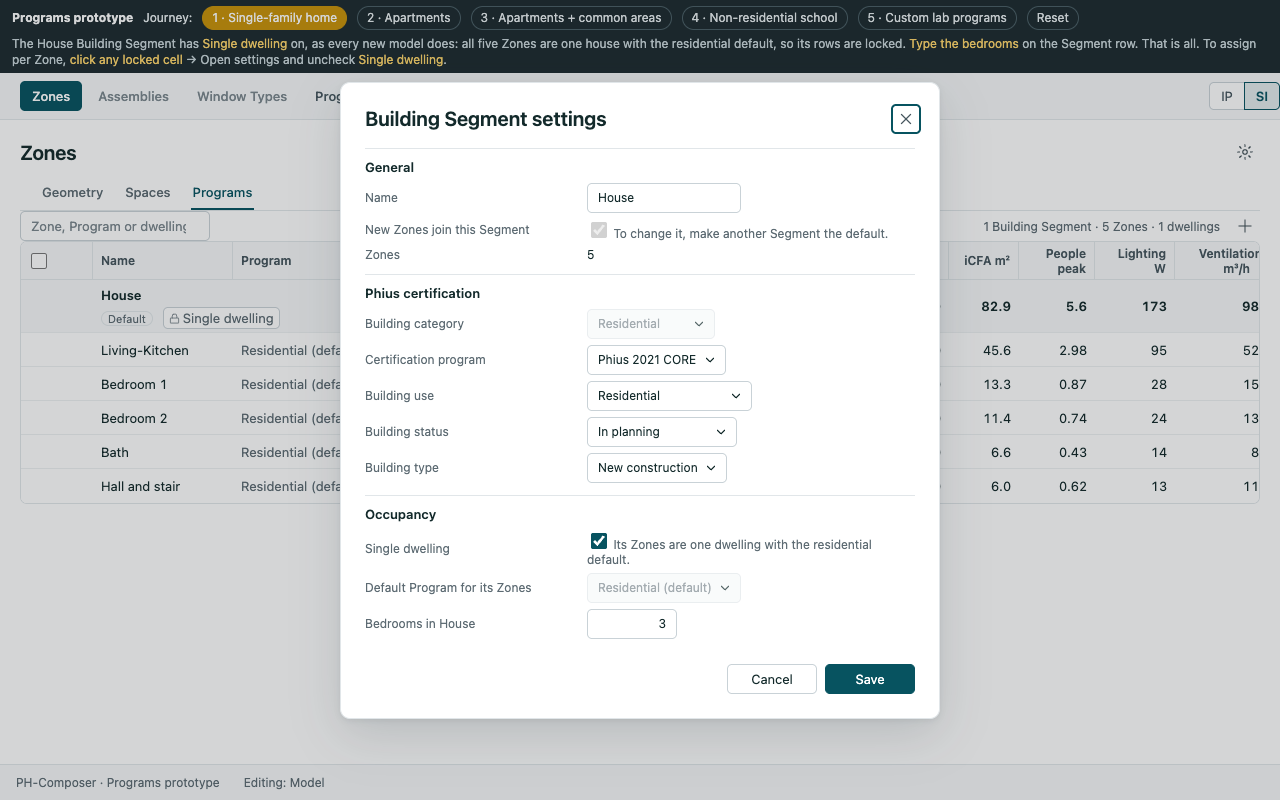 Programs prototype Journey: 1 · Single-family home 2 · Apartments 3 · Apartments + common areas 4 · Non-residential school 5 · Custom lab programs Reset
The House Building Segment has Single dwelling on, as every new model does: all five Zones are one house with the residential default, so its rows are locked. Type the bedrooms on the Segment row. That is all. To assign
per Zone, click any locked cell → Open settings and uncheck Single dwelling.
Zones Assemblies Window Types IP SI
Zones
Geometry Spaces Programs
Zone, Program or dwelling
1 Building Segment · 5 Zones · 1 dwellings
Name Program iCFA m² People peak Lighting W Ventilation m³/h
House 82.9 5.6 173 98
Default Single dwelling
Living-Kitchen Residential 45.6 2.98 95 52
Bedroom 1 Residential 13.3 0.87 28 15
Bedroom 2 Residential 11.4 0.74 24 13
Bath Residential 6.6 0.43 14 8
Hall and stair Residential 6.0 0.62 13 11
Building Segment settings
General
Name House
New Zones join this Segment To change it, make another Segment the default.
Zones 5
Phius certification
Building category Residential
Certification program Phius 2021 CORE
Building use Residential
Building status In planning
Building type New construction
Occupancy
Single dwelling Its Zones are one dwelling with the residential
default.
Default Program for its Zones Residential (default)
Bedrooms in House 3
Cancel Save
PH-Composer · Programs prototype Editing: Model